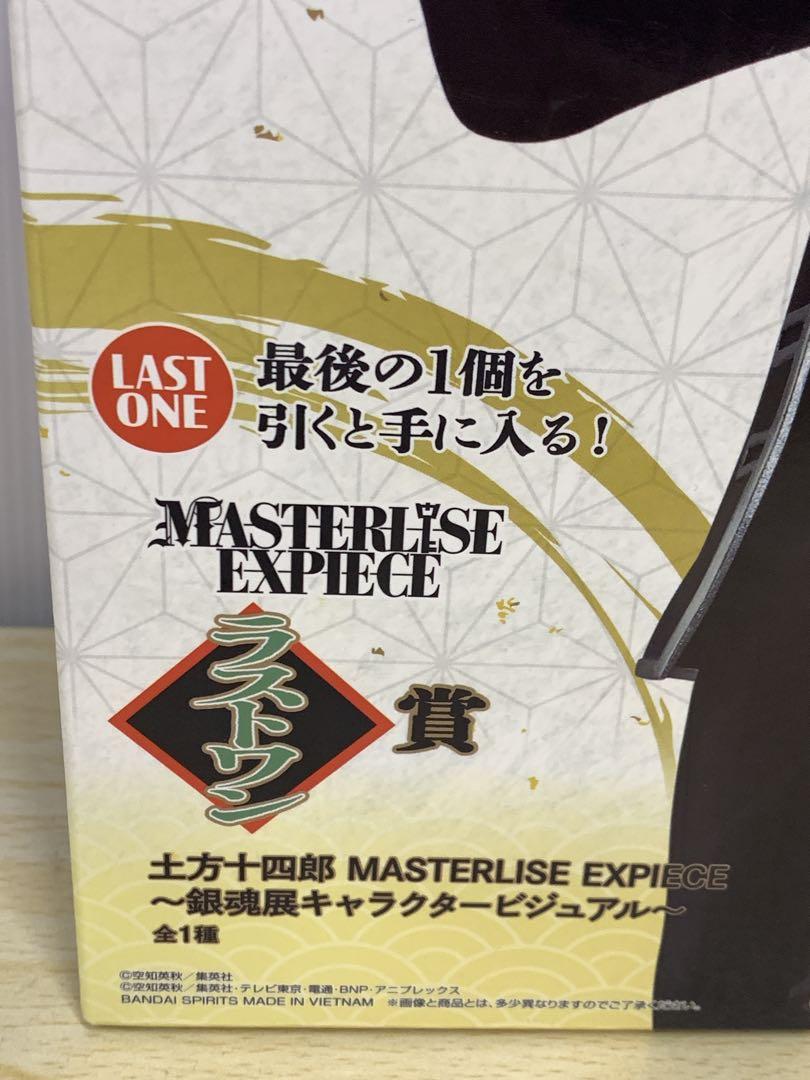 LAST
ONE
最後の1個を
引くと手に入る!
MASTERLISE
EXPIECE
ラストワン賞
土方十四郎 MASTERLISE EXPIECE
～銀魂展キャラクタービジュアル～
全1種
©空知英秋／集英社
©空知英秋／集英社・テレビ東京・電通・BNP・アニプレックス
BANDAI SPIRITS MADE IN VIETNAM ※画像と商品とは、多少異なりますのでご了承ください。